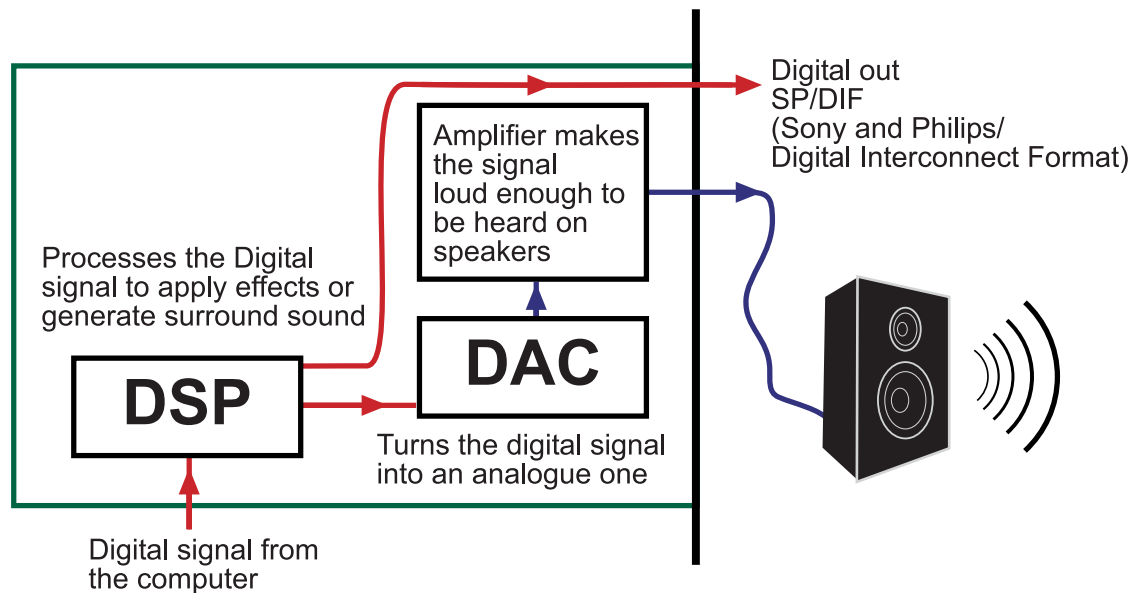 Digital out
SP/DIF
(Sony and Philips/
Digital Interconnect Format)
Amplifier makes
the signal
loud enough to
be heard on
speakers
Processes the Digital
signal to apply effects or
generate surround sound
DSP
DAC
Turns the digital signal
into an analogue one
Digital signal from
the computer